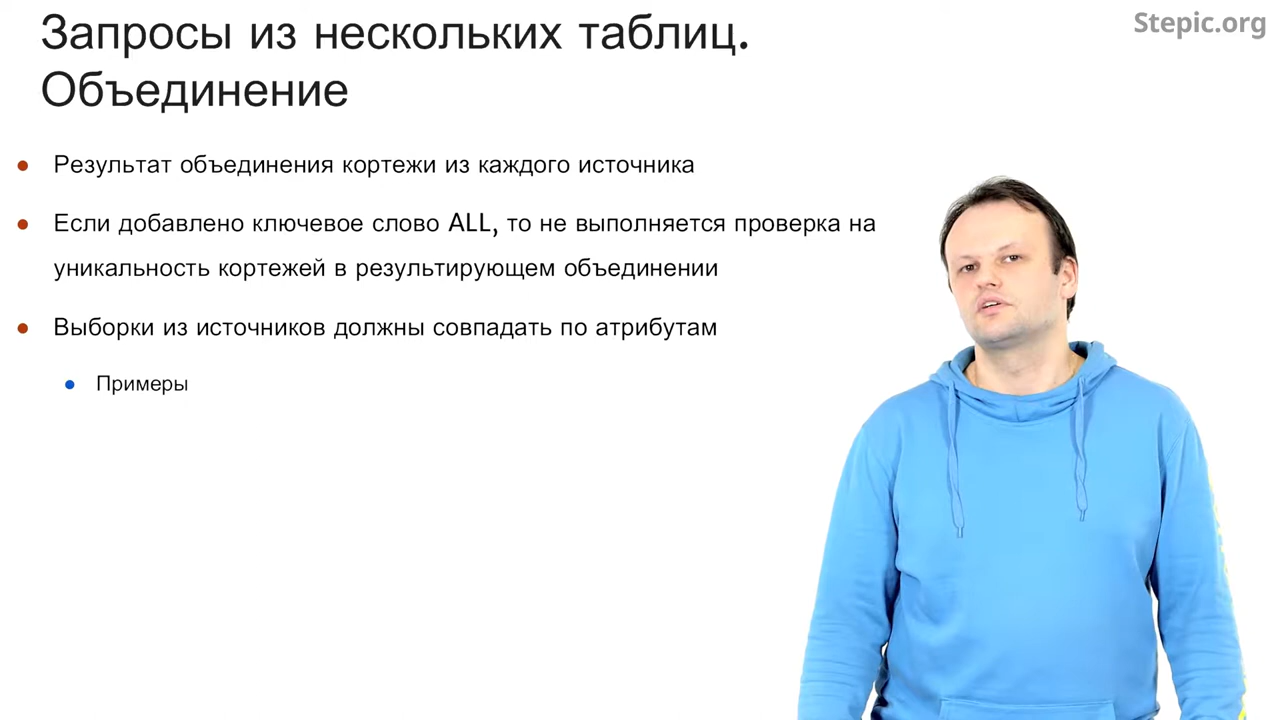 Запросы из нескольких таблиц.
Объединение
Stepic.org
● Результат объединения кортежи из каждого источника
● Если добавлено ключевое слово ALL, то не выполняется проверка на
уникальность кортежей в результирующем объединении
● Выборки из источников должны совпадать по атрибутам
● Примеры